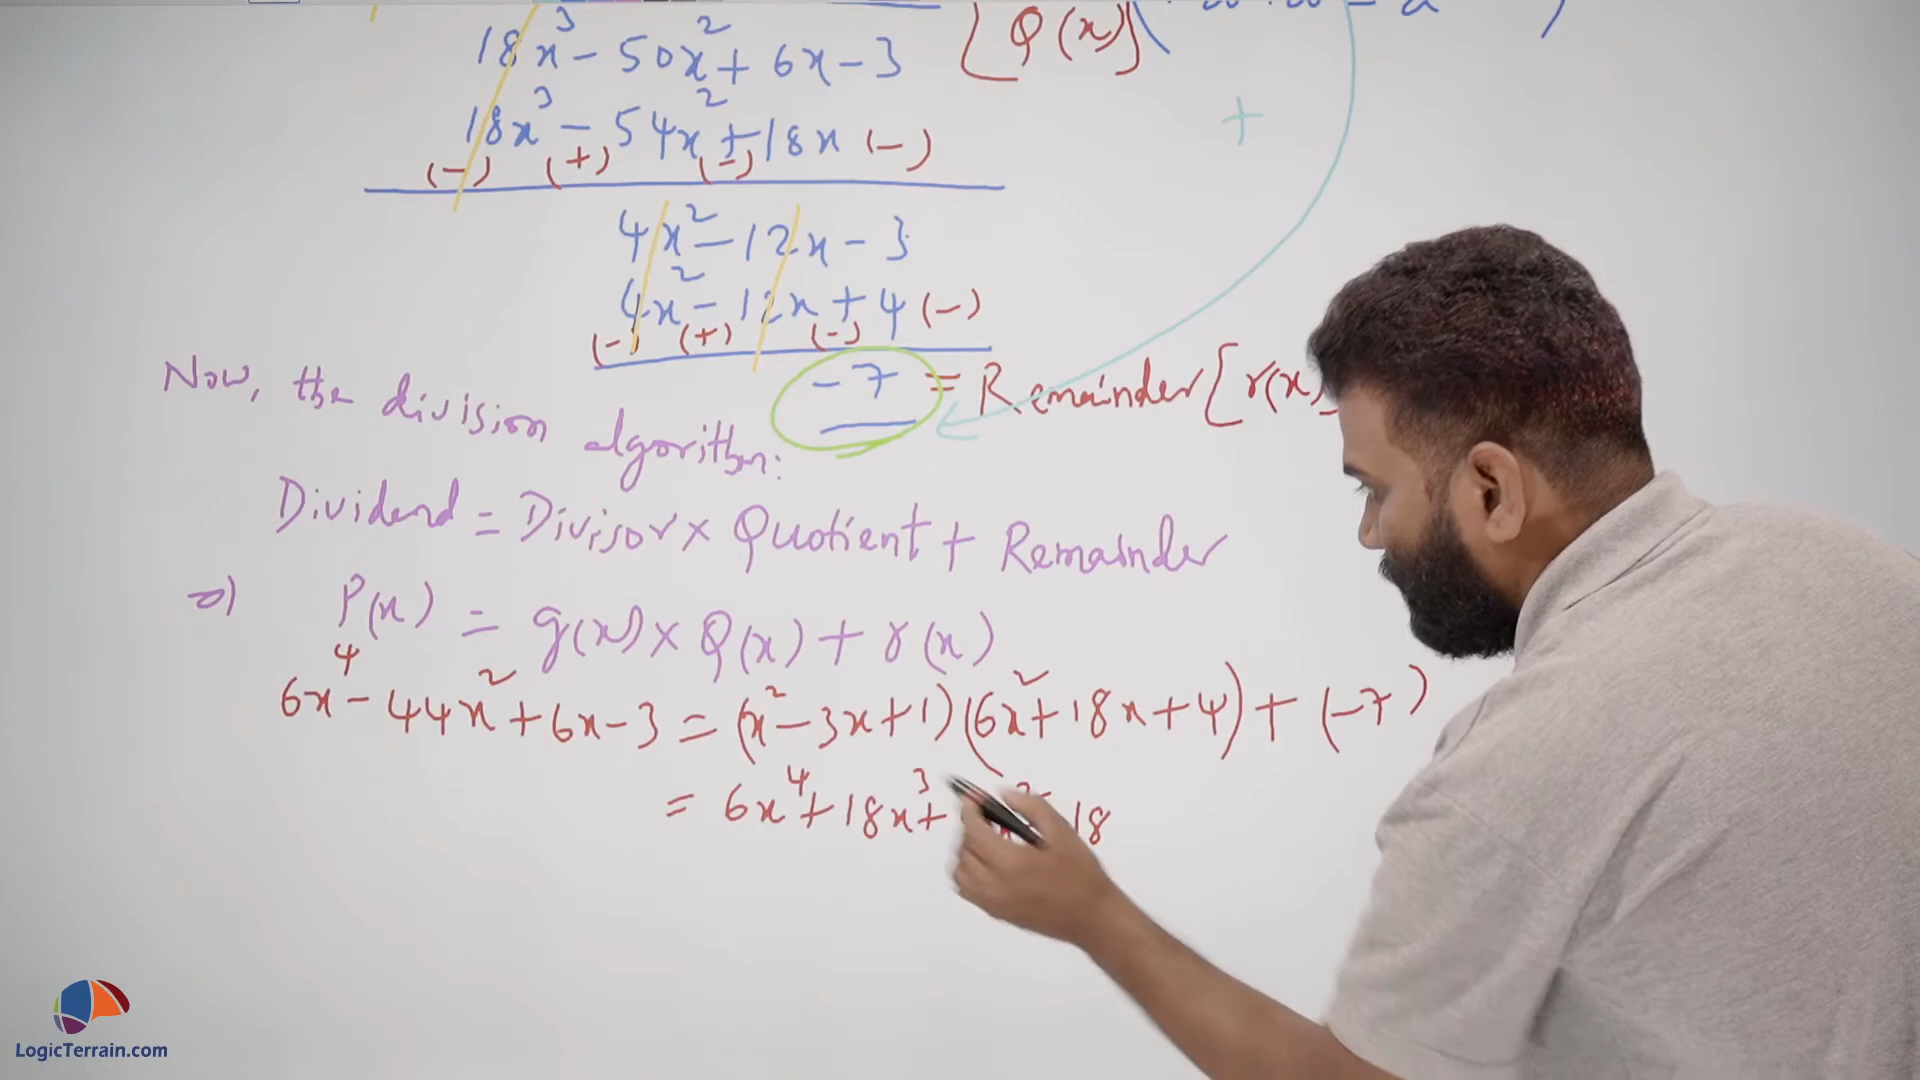 [Q(x)]
18x³ - 50x² + 6x - 3
18x³ - 54x² + 18x (-)
(-) (+) (-)
4x² - 12x - 3
4x² - 12x + 4 (-)
(-) (+) (-)
-7 = Remainder [r(x)
+
Now, the division algorithm:
Dividend = Divisor × Quotient + Remainder
⇒) P(x) = g(x) × Q(x) + r(x)
6x⁴ - 44x² + 6x - 3 = (x² - 3x + 1)(6x² + 18x + 4) + (-7)
= 6x⁴ + 18x³ + 18
LogicTerrain.com